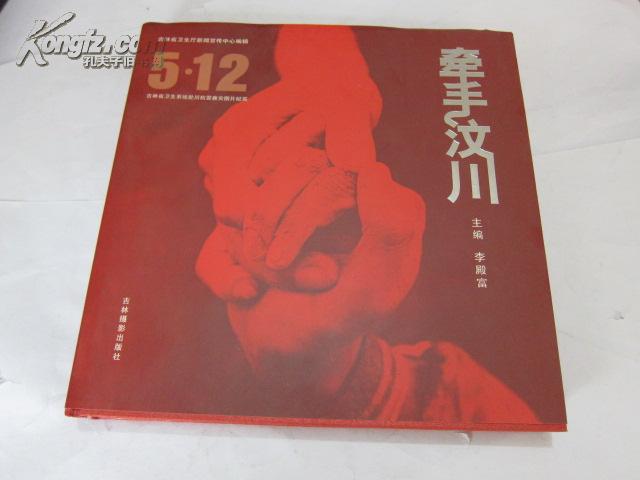 吉林省卫生厅新闻宣传中心编辑
Kongfz.com
孔夫子旧书网
5·12
吉林省卫生系统赴川抗震救灾图片纪实
牵手汶川
主编 李殿富
吉林摄影出版社